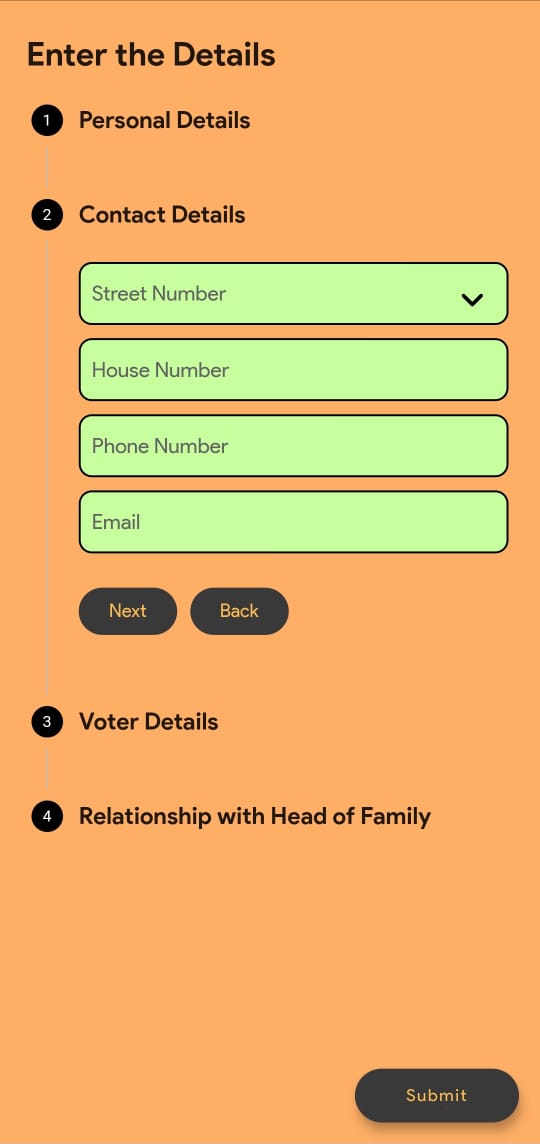 Enter the Details
1 Personal Details
2 Contact Details
Street Number
House Number
Phone Number
Email
Next Back
3 Voter Details
4 Relationship with Head of Family
Submit